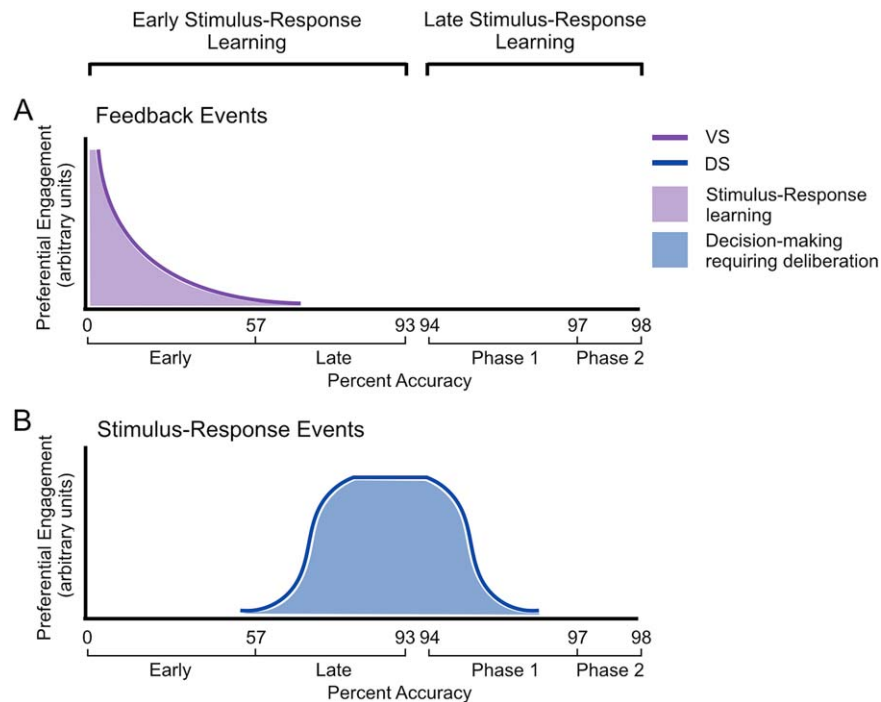 Early Stimulus-Response
Learning
Late Stimulus-Response
Learning
A
Feedback Events
Preferential Engagement
(arbitrary units)
0
57
93
94
97
98
Early
Late
Phase 1
Phase 2
Percent Accuracy
VS
DS
Stimulus-Response
learning
Decision-making
requiring deliberation
B
Stimulus-Response Events
Preferential Engagement
(arbitrary units)
0
57
93
94
97
98
Early
Late
Phase 1
Phase 2
Percent Accuracy